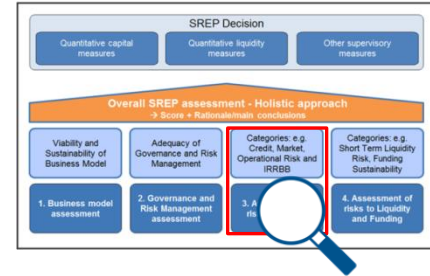 SREP Decision
Quantitative capital
measures
Quantitative liquidity
measures
Other supervisory
measures
Overall SREP assessment - Holistic approach
→ Score + Rationale/main conclusions
Viability and
Sustainability of
Business Model
Adequacy of
Governance and Risk
Management
Categories: e.g.
Credit, Market,
Operational Risk and
IRRBB
Categories: e.g.
Short Term Liquidity
Risk, Funding
Sustainability
1. Business model
assessment
2. Governance and
Risk Management
assessment
3. A
4. Assessment of
risks to Liquidity
and Funding